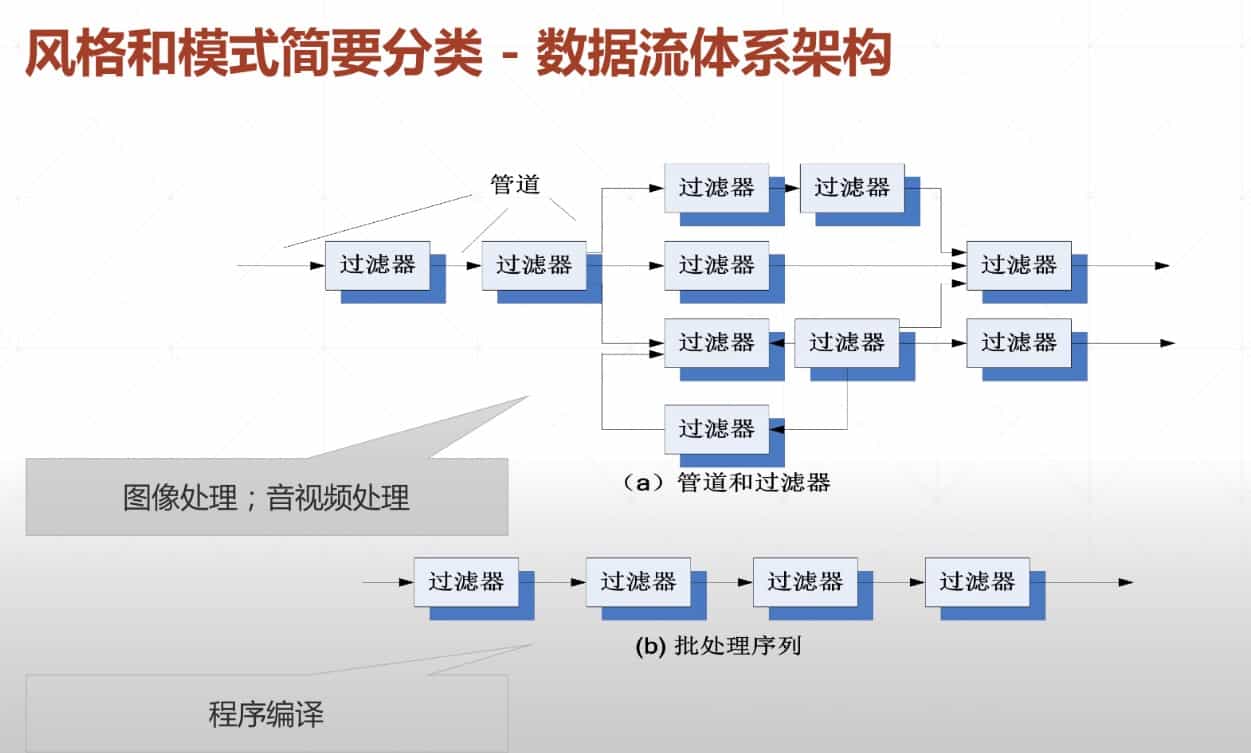 风格和模式简要分类 - 数据流体系架构
管道
过滤器 过滤器
过滤器 过滤器 过滤器 过滤器
过滤器 过滤器 过滤器
过滤器
(a) 管道和过滤器
图像处理；音视频处理
过滤器 过滤器 过滤器 过滤器
(b) 批处理序列
程序编译